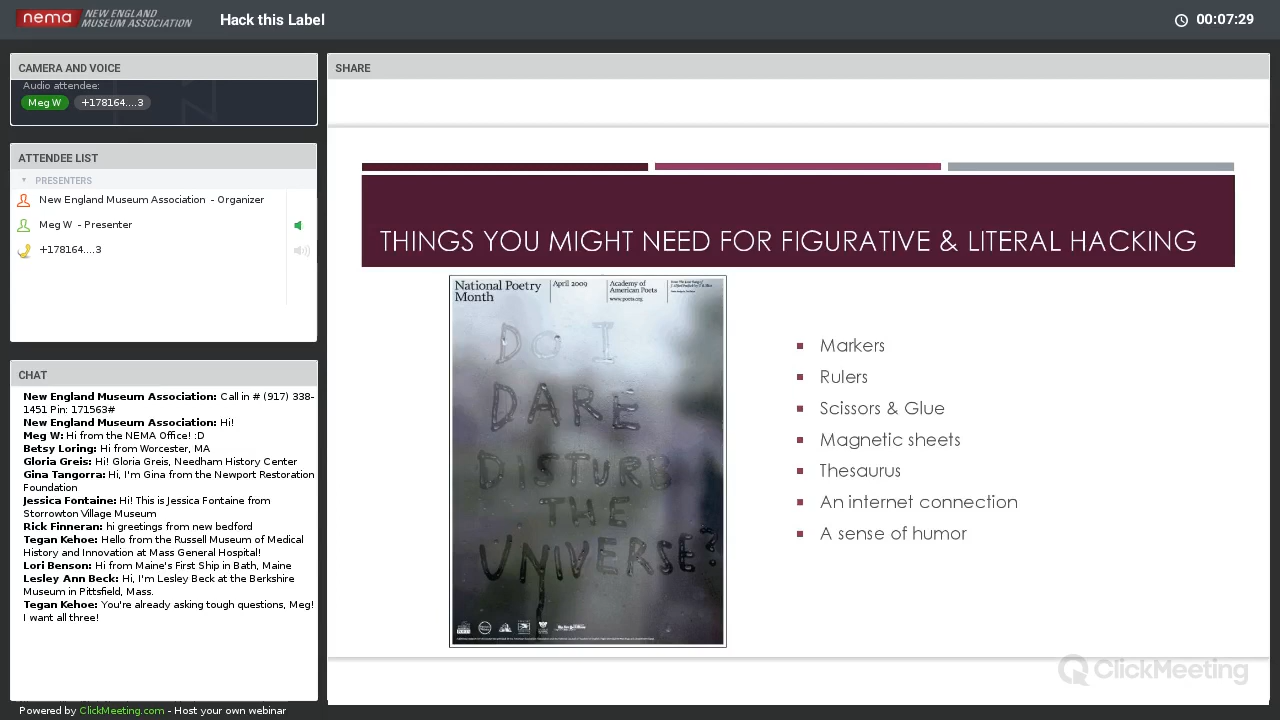 nema NEW ENGLAND
MUSEUM ASSOCIATION
Hack this Label
00:07:29
CAMERA AND VOICE
Audio attendee:
Meg W +178164....3
ATTENDEE LIST
PRESENTERS
New England Museum Association - Organizer
Meg W - Presenter
+178164....3
CHAT
New England Museum Association: Call in # (917) 338-
1451 Pin: 171563#
New England Museum Association: Hi!
Meg W: Hi from the NEMA Office! :D
Betsy Loring: Hi from Worcester, MA
Gloria Greis: Hi! Gloria Greis, Needham History Center
Gina Tangorra: Hi, I'm Gina from the Newport Restoration
Foundation
Jessica Fontaine: Hi! This is Jessica Fontaine from
Storrowton Village Museum
Rick Finneran: hi greetings from new bedford
Tegan Kehoe: Hello from the Russell Museum of Medical
History and Innovation at Mass General Hospital!
Lori Benson: Hi from Maine's First Ship in Bath, Maine
Lesley Ann Beck: Hi, I'm Lesley Beck at the Berkshire
Museum in Pittsfield, Mass.
Tegan Kehoe: You're already asking tough questions, Meg!
I want all three!
Powered by ClickMeeting.com - Host your own webinar
SHARE
THINGS YOU MIGHT NEED FOR FIGURATIVE & LITERAL HACKING
National Poetry
Month
April 2009
Academy of
American Poets
www.poets.org
DO I
DARE
DISTURB
THE
UNIVERSE?
Markers
Rulers
Scissors & Glue
Magnetic sheets
Thesaurus
An internet connection
A sense of humor
ClickMeeting